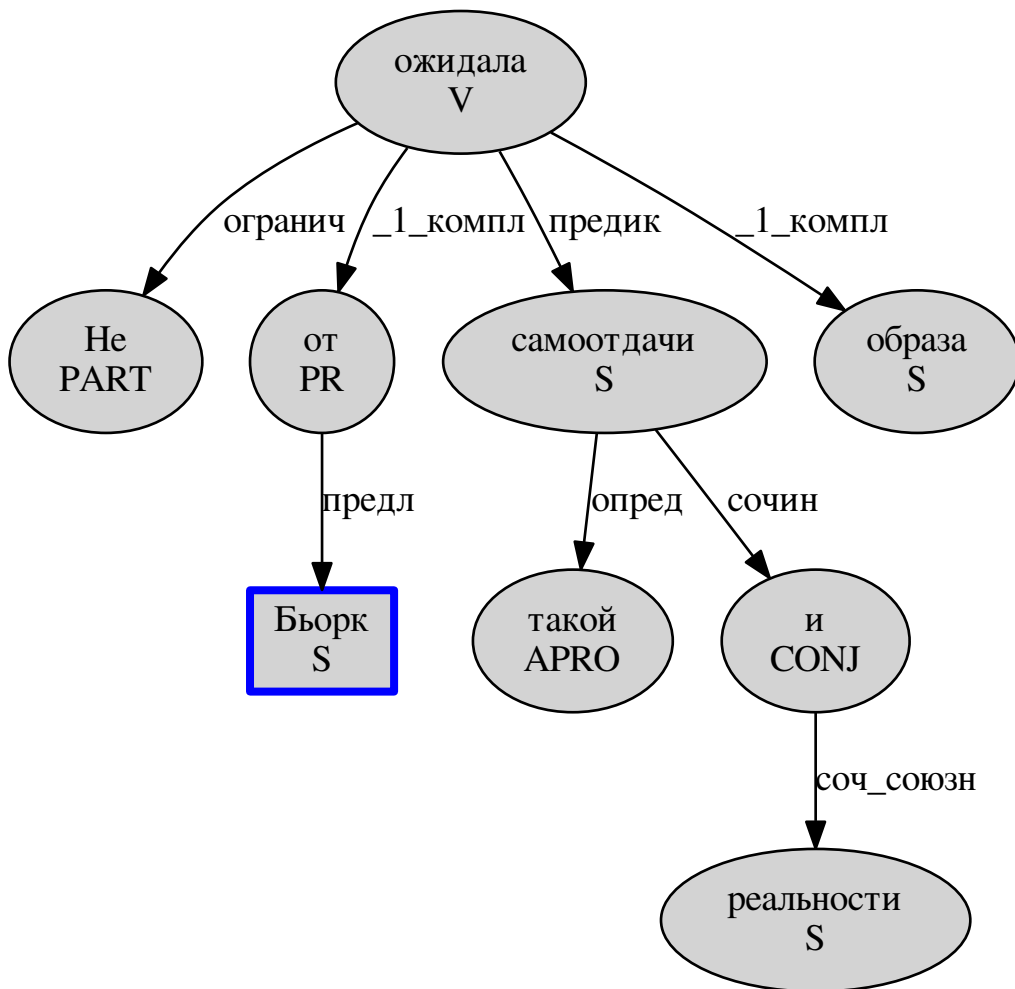 ожидала
V
огранич
_1_компл
предик
_1_компл
Не
PART
от
PR
самоотдачи
S
образа
S
предл
опред
сочин
Бьорк
S
такой
APRO
и
CONJ
соч_союзн
реальности
S